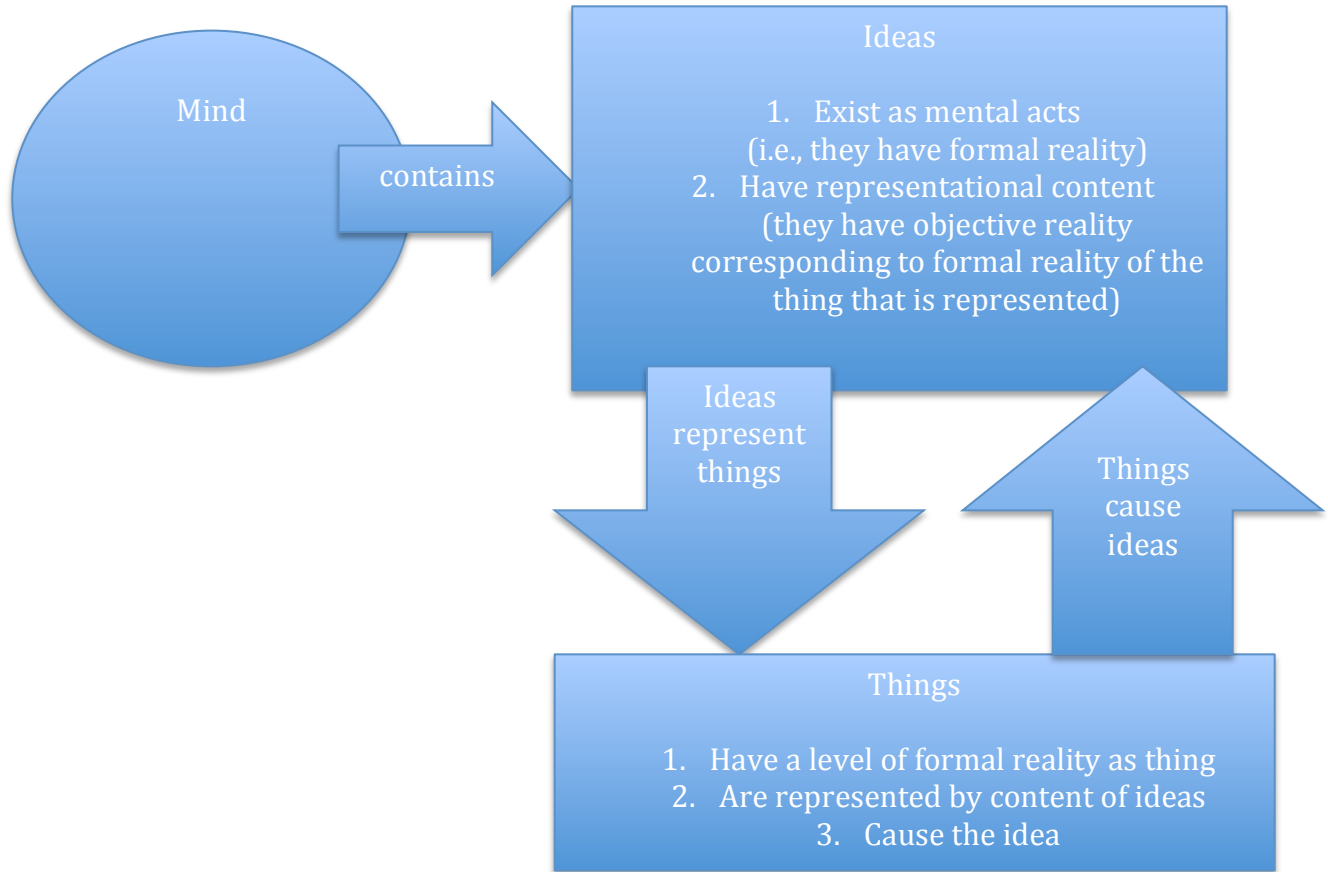 Mind
contains
Ideas
1. Exist as mental acts
(i.e., they have formal reality)
2. Have representational content
(they have objective reality
corresponding to formal reality of the
thing that is represented)
Ideas
represent
things
Things
cause
ideas
Things
1. Have a level of formal reality as thing
2. Are represented by content of ideas
3. Cause the idea